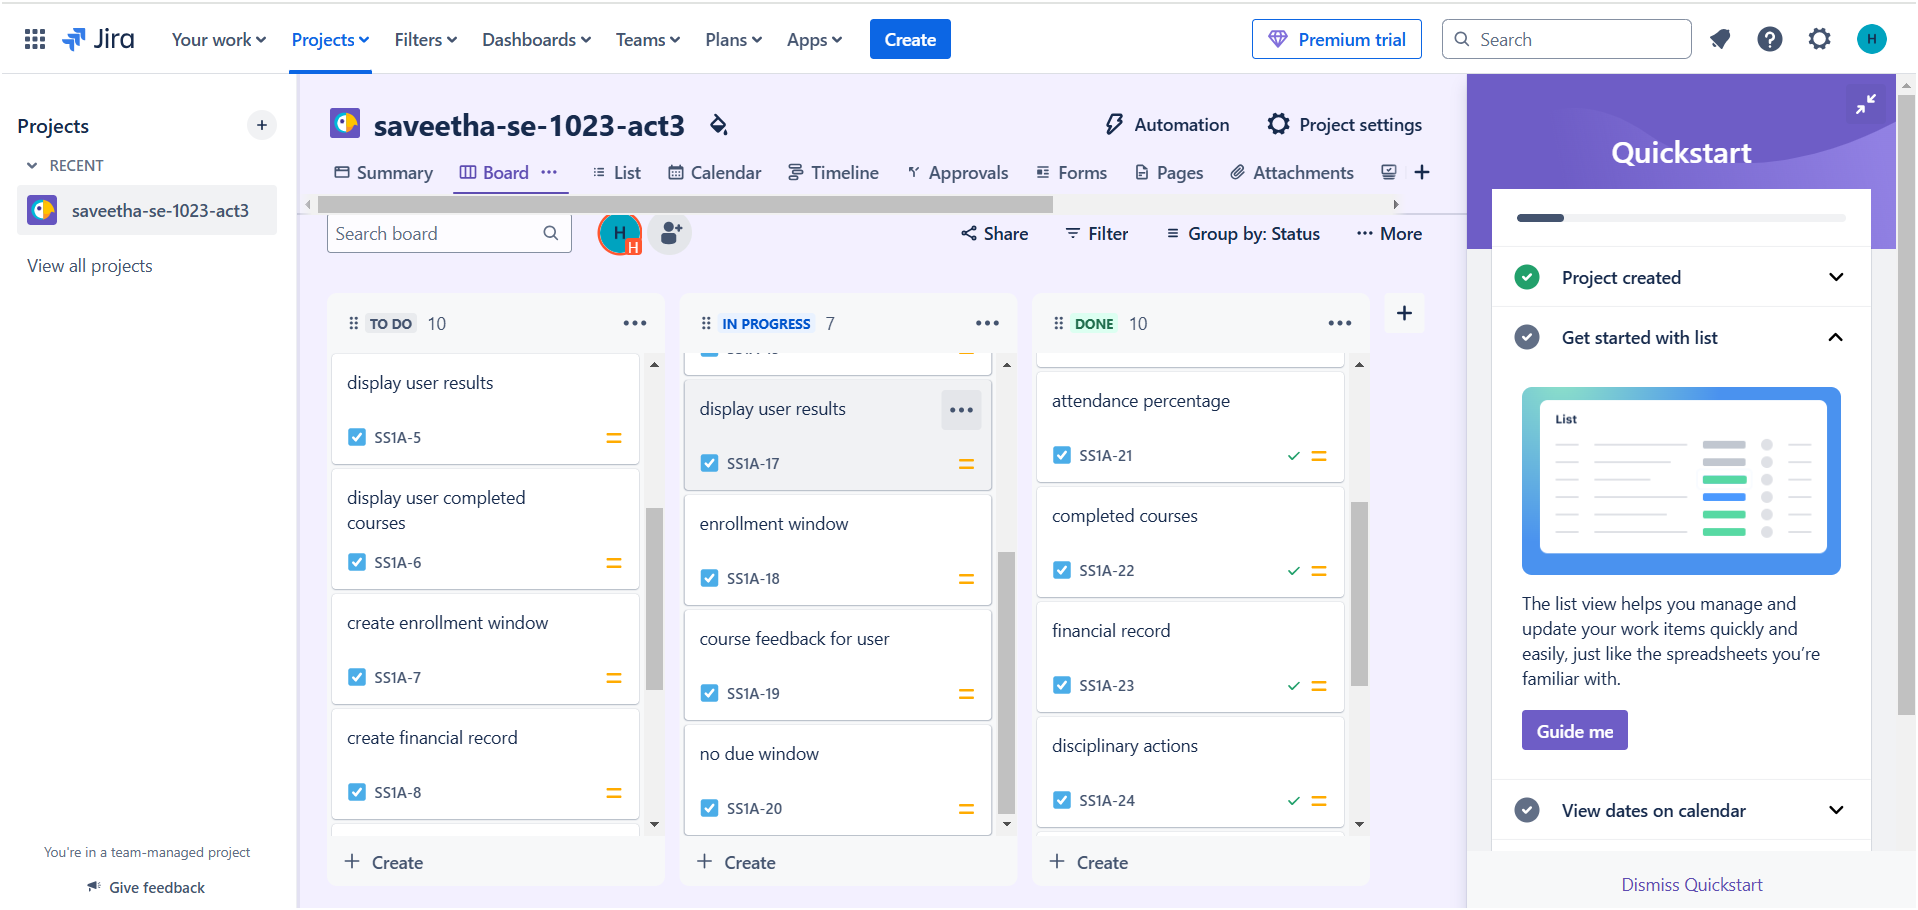 Jira
Your work
Projects
Filters
Dashboards
Teams
Plans
Apps
Create
Premium trial
Search
H
Projects
RECENT
saveetha-se-1023-act3
View all projects
You're in a team-managed project
Give feedback
saveetha-se-1023-act3
Automation
Project settings
Summary
Board
List
Calendar
Timeline
Approvals
Forms
Pages
Attachments
Search board
H
H
Share
Filter
Group by: Status
More
TO DO 10
display user results
SS1A-5
display user completed
courses
SS1A-6
create enrollment window
SS1A-7
create financial record
SS1A-8
Create
IN PROGRESS 7
display user results
SS1A-17
enrollment window
SS1A-18
course feedback for user
SS1A-19
no due window
SS1A-20
Create
DONE 10
attendance percentage
SS1A-21
completed courses
SS1A-22
financial record
SS1A-23
disciplinary actions
SS1A-24
Create
Quickstart
Project created
Get started with list
List
The list view helps you manage and
update your work items quickly and
easily, just like the spreadsheets you're
familiar with.
Guide me
View dates on calendar
Dismiss Quickstart